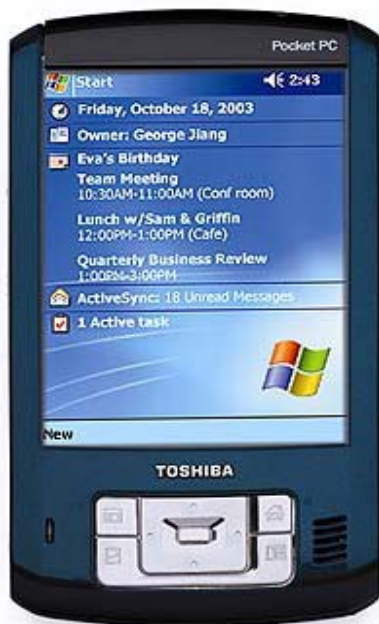 Pocket PC
Start 2:43
Friday, October 18, 2003
Owner: George Jiang
Eva's Birthday
Team Meeting
10:30AM-11:00AM (Conf room)
Lunch w/Sam & Griffin
12:00PM-1:00PM (Cafe)
Quarterly Business Review
1:00PM-3:00PM
ActiveSync: 18 Unread Messages
1 Active task
New
TOSHIBA